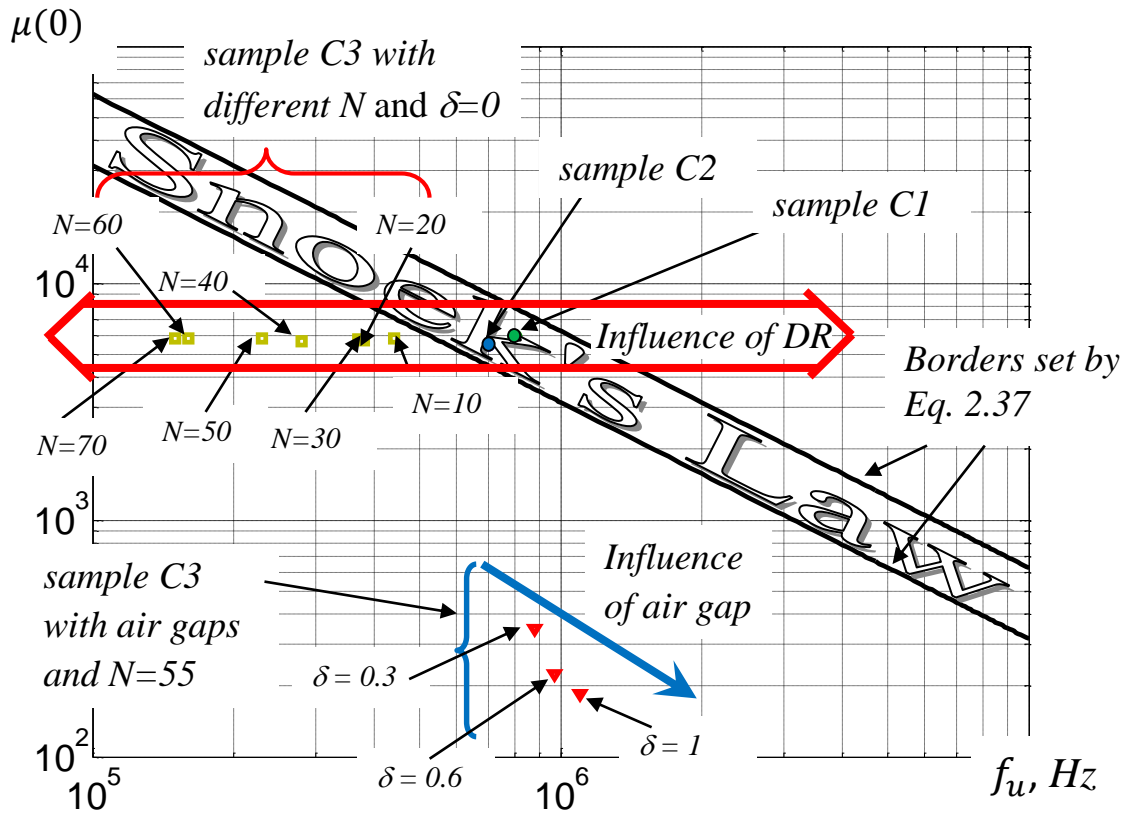 μ(0)
sample C3 with
different N and δ=0
sample C2
sample C1
N=60
N=20
N=40
10⁴
Influence of DR
Shoek's Law
Borders set by
Eq. 2.37
N=10
N=70
N=50
N=30
10³
sample C3
with air gaps
and N=55
Influence
of air gap
δ = 0.3
δ = 1
δ = 0.6
10²
10⁵
10⁶
f_u, Hz